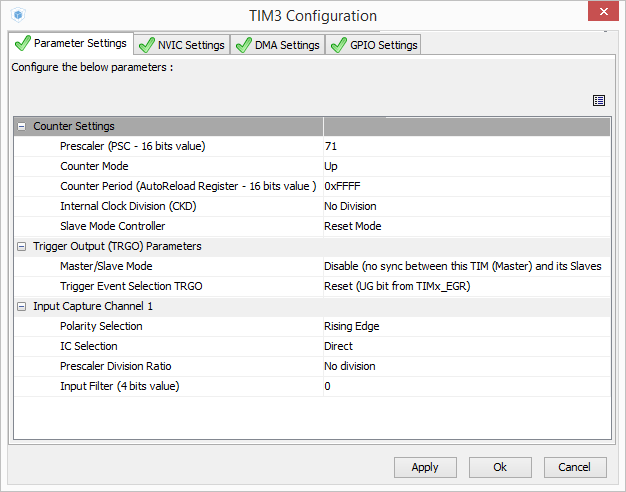 TIM3 Configuration
Parameter Settings NVIC Settings DMA Settings GPIO Settings
Configure the below parameters :
Counter Settings
Prescaler (PSC - 16 bits value) 71
Counter Mode Up
Counter Period (AutoReload Register - 16 bits value ) 0xFFFF
Internal Clock Division (CKD) No Division
Slave Mode Controller Reset Mode
Trigger Output (TRGO) Parameters
Master/Slave Mode Disable (no sync between this TIM (Master) and its Slaves
Trigger Event Selection TRGO Reset (UG bit from TIMx_EGR)
Input Capture Channel 1
Polarity Selection Rising Edge
IC Selection Direct
Prescaler Division Ratio No division
Input Filter (4 bits value) 0
Apply Ok Cancel